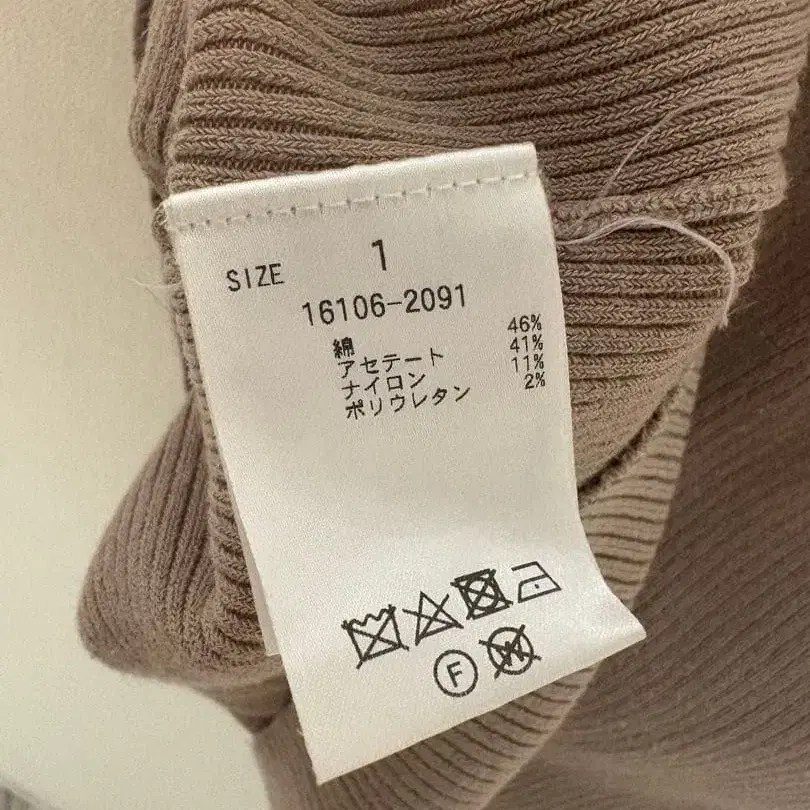 SIZE 1
16106-2091
綿 46%
アセテート 41%
ナイロン 11%
ポリウレタン 2%
F W